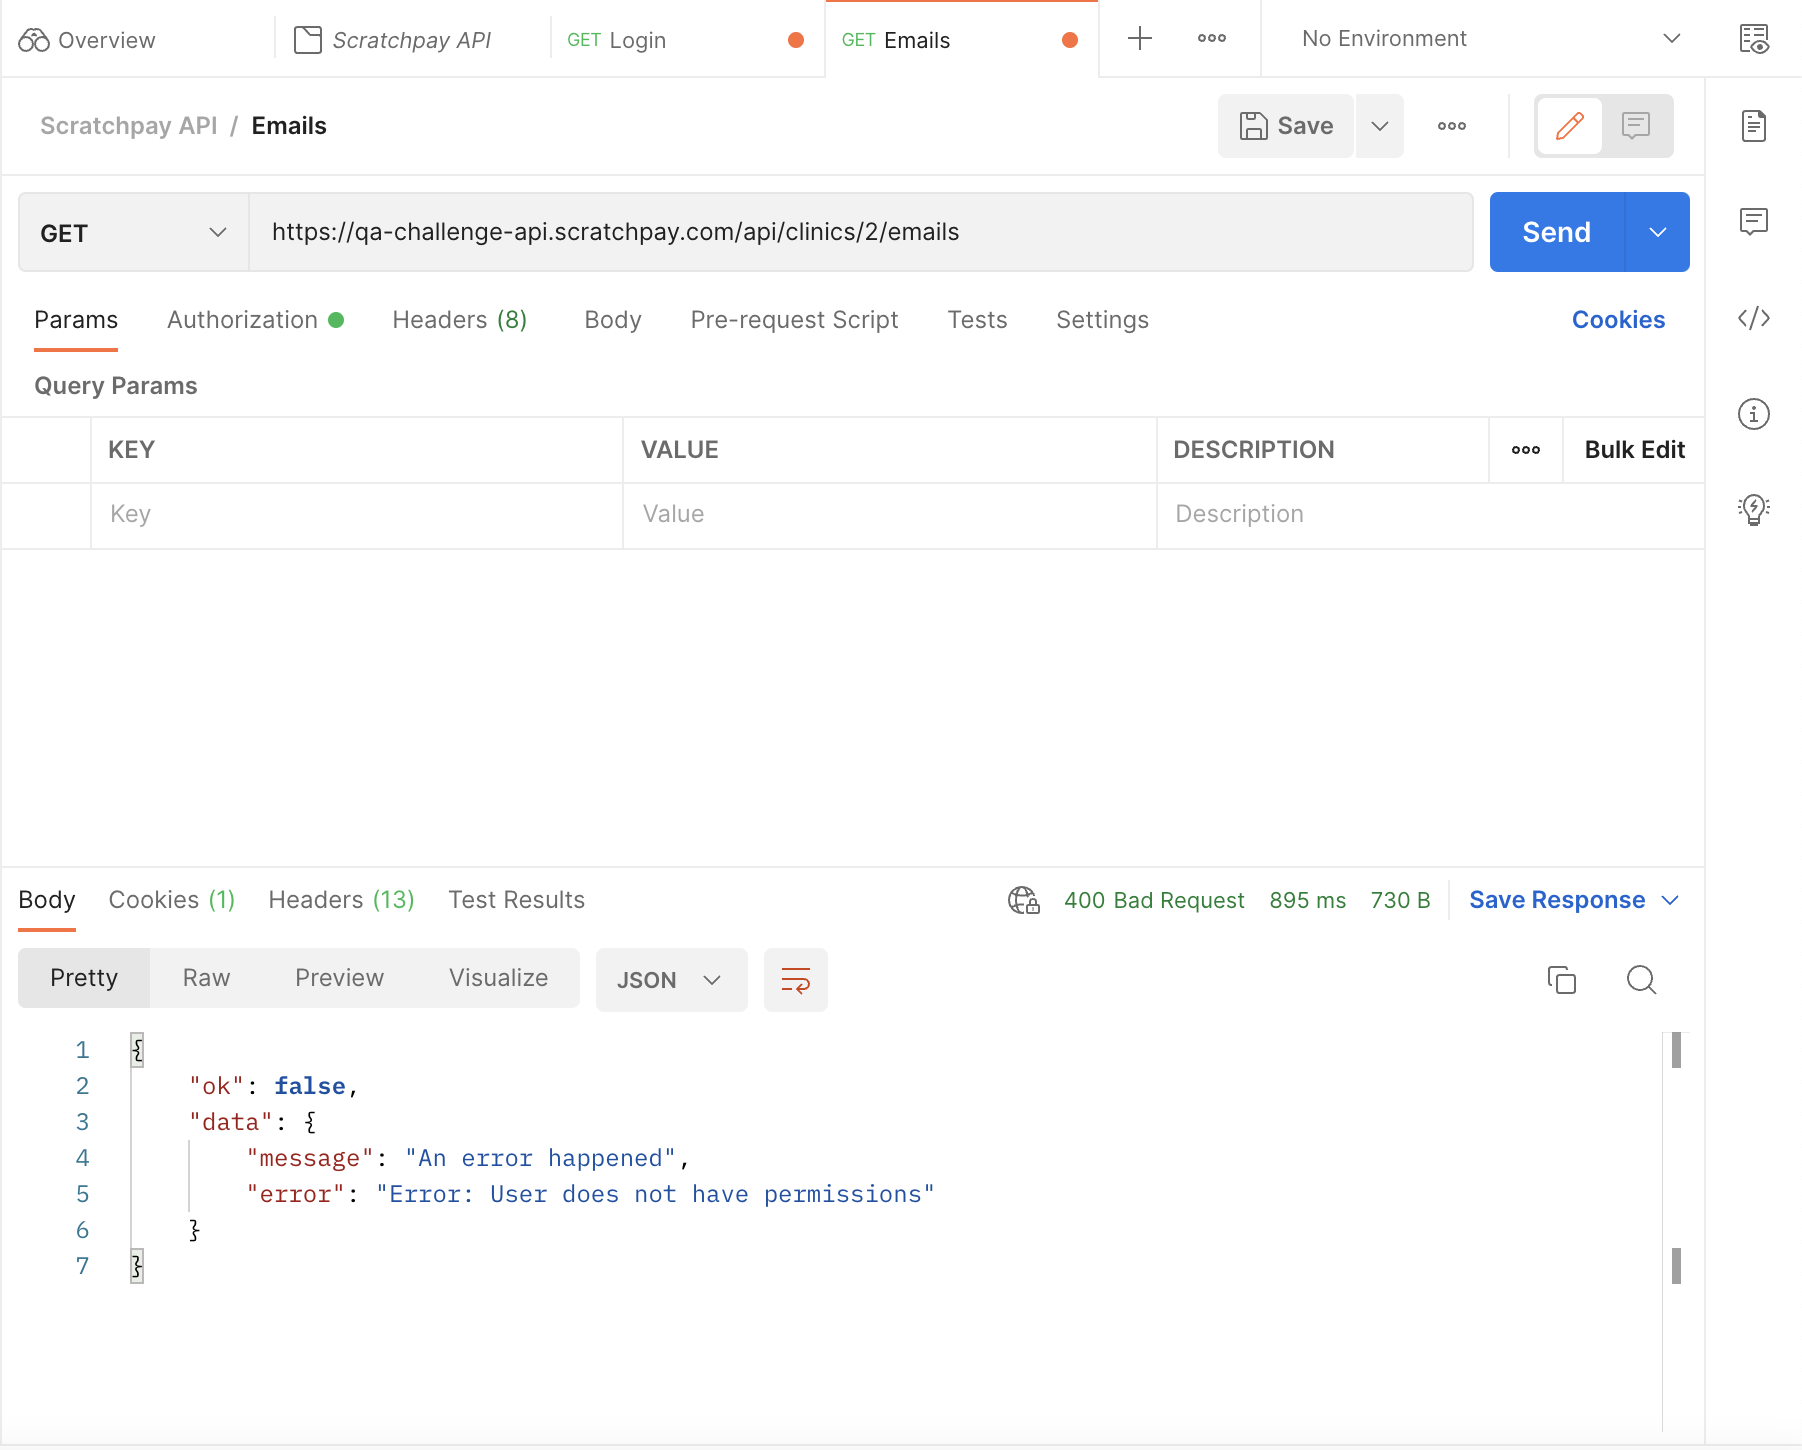 Overview
Scratchpay API
GET Login
GET Emails
No Environment
Scratchpay API / Emails
Save
GET
https://qa-challenge-api.scratchpay.com/api/clinics/2/emails
Send
Params
Authorization
Headers (8)
Body
Pre-request Script
Tests
Settings
Cookies
Query Params
KEY
VALUE
DESCRIPTION
Bulk Edit
Key
Value
Description
Body
Cookies (1)
Headers (13)
Test Results
400 Bad Request
895 ms
730 B
Save Response
Pretty
Raw
Preview
Visualize
JSON
1 {
2 "ok": false,
3 "data": {
4 "message": "An error happened",
5 "error": "Error: User does not have permissions"
6 }
7 }